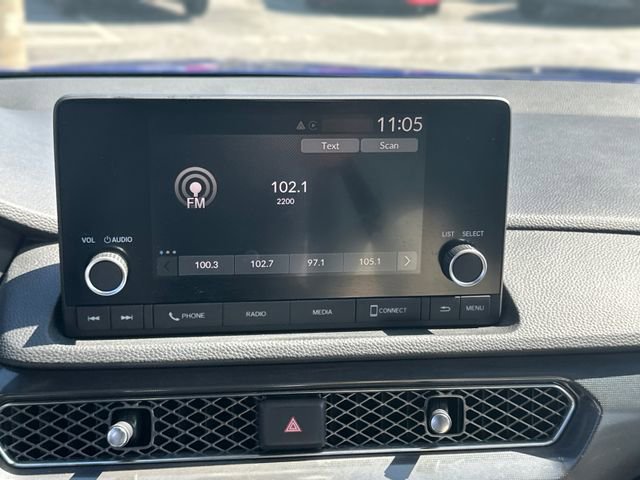 11:05
Text Scan
102.1
FM
2200
VOL AUDIO
LIST SELECT
100.3 102.7 97.1 105.1
PHONE RADIO MEDIA CONNECT MENU